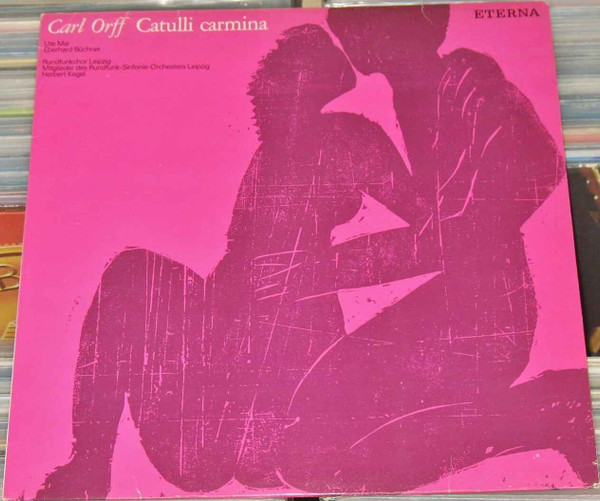 Carl Orff Catulli carmina
ETERNA
Ute Mai
Eberhard Büchner
Rundfunkchor Leipzig
Mitglieder des Rundfunk-Sinfonie-Orchesters Leipzig
Herbert Kegel